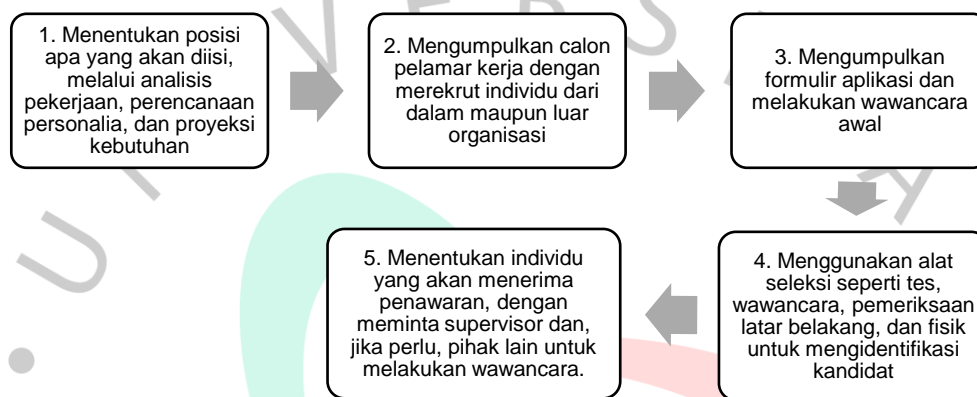 1. Menentukan posisi
apa yang akan diisi,
melalui analisis
pekerjaan, perencanaan
personalia, dan proyeksi
kebutuhan
2. Mengumpulkan calon
pelamar kerja dengan
merekrut individu dari
dalam maupun luar
organisasi
3. Mengumpulkan
formulir aplikasi dan
melakukan wawancara
awal
4. Menggunakan alat
seleksi seperti tes,
wawancara, pemeriksaan
latar belakang, dan fisik
untuk mengidentifikasi
kandidat
5. Menentukan individu
yang akan menerima
penawaran, dengan
meminta supervisor dan,
jika perlu, pihak lain untuk
melakukan wawancara.